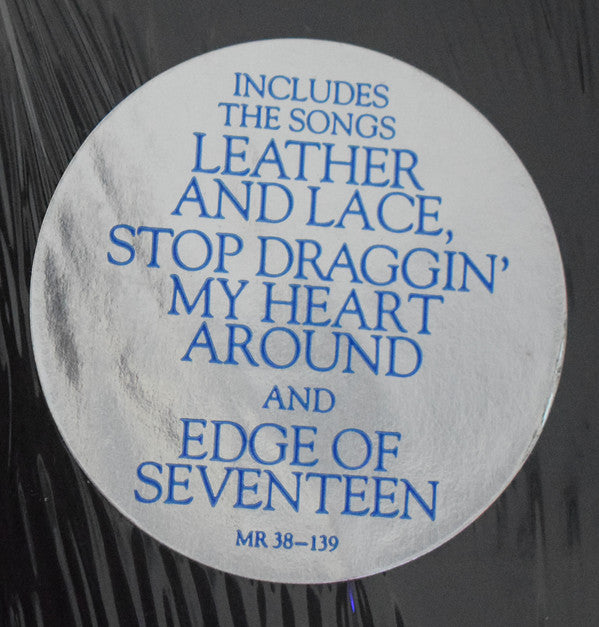 INCLUDES
THE SONGS
LEATHER
AND LACE,
STOP DRAGGIN'
MY HEART
AROUND
AND
EDGE OF
SEVENTEEN
MR 38–139